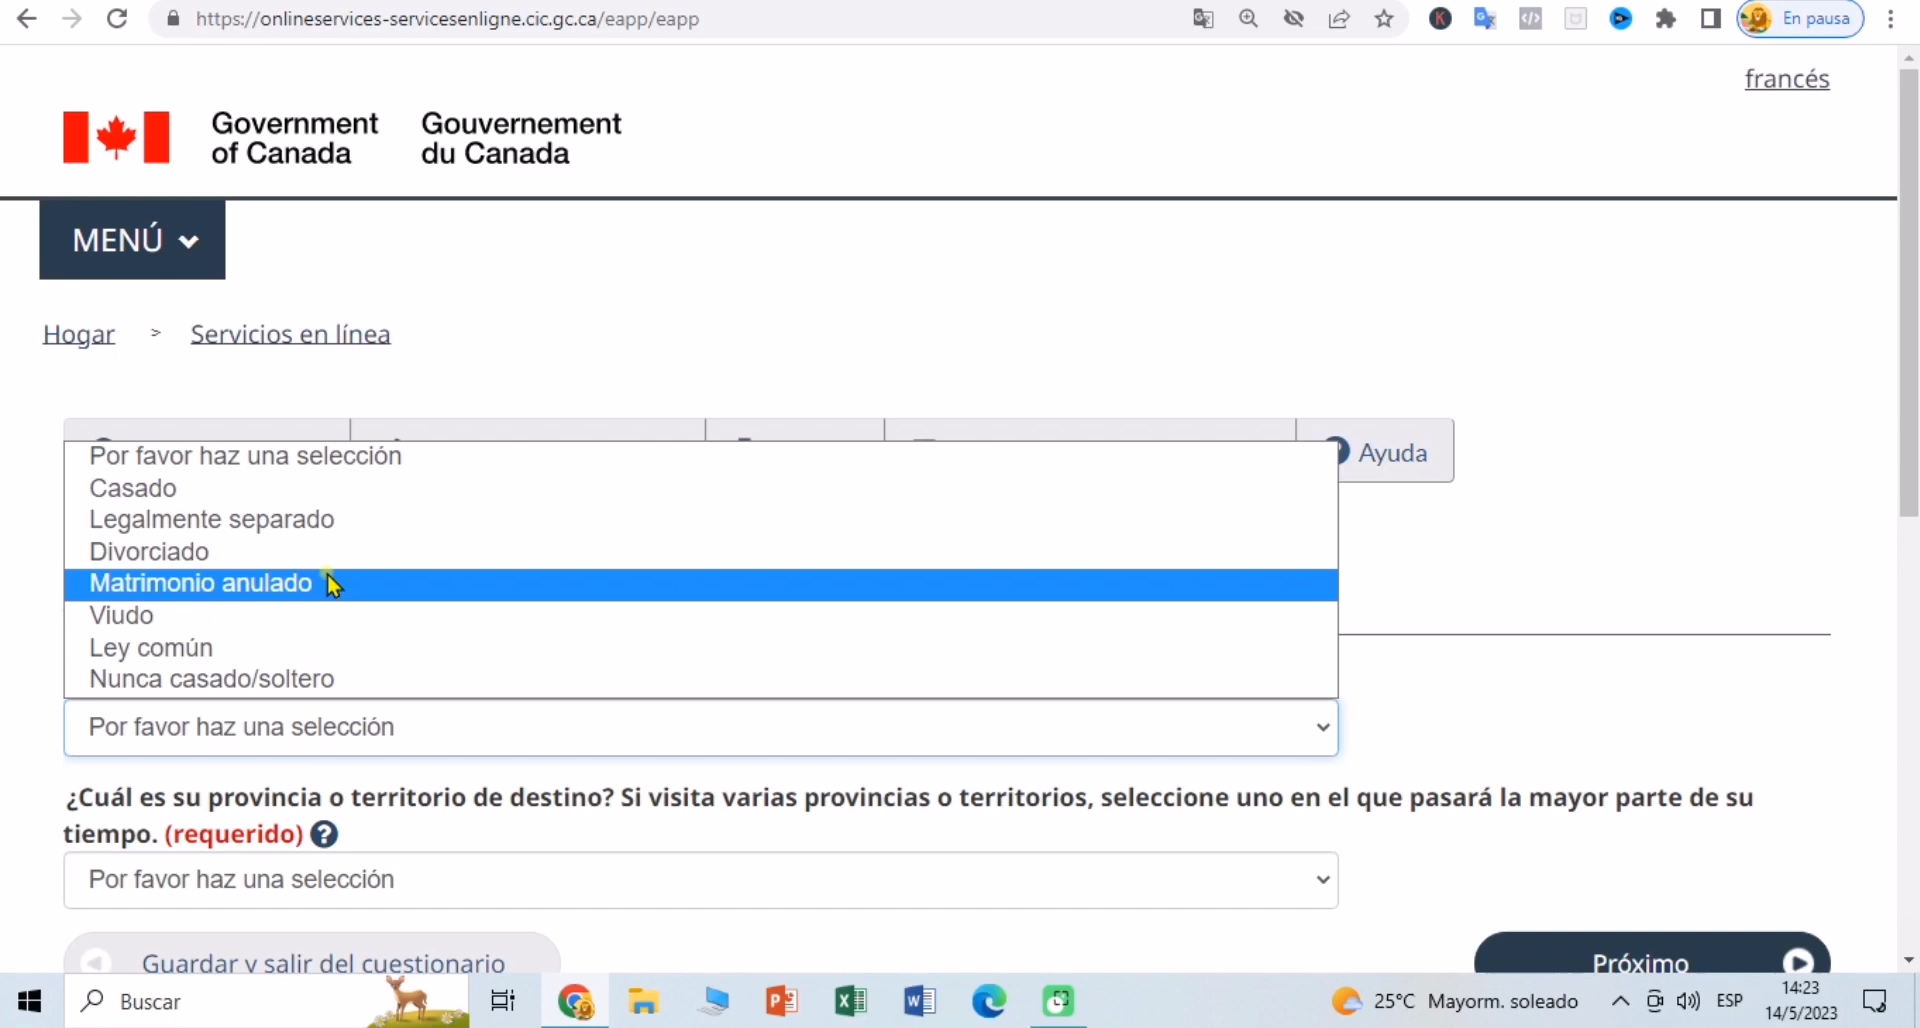 https://onlineservices-servicesenligne.cic.gc.ca/eapp/eapp
En pausa
francés
Government of Canada
Gouvernement du Canada
MENÚ
Hogar > Servicios en línea
Ayuda
Por favor haz una selección
Casado
Legalmente separado
Divorciado
Matrimonio anulado
Viudo
Ley común
Nunca casado/soltero
Por favor haz una selección
¿Cuál es su provincia o territorio de destino? Si visita varias provincias o territorios, seleccione uno en el que pasará la mayor parte de su
tiempo. (requerido)
Por favor haz una selección
Guardar y salir del cuestionario
Próximo
Buscar
25°C Mayorm. soleado
ESP
14:23
14/5/2023